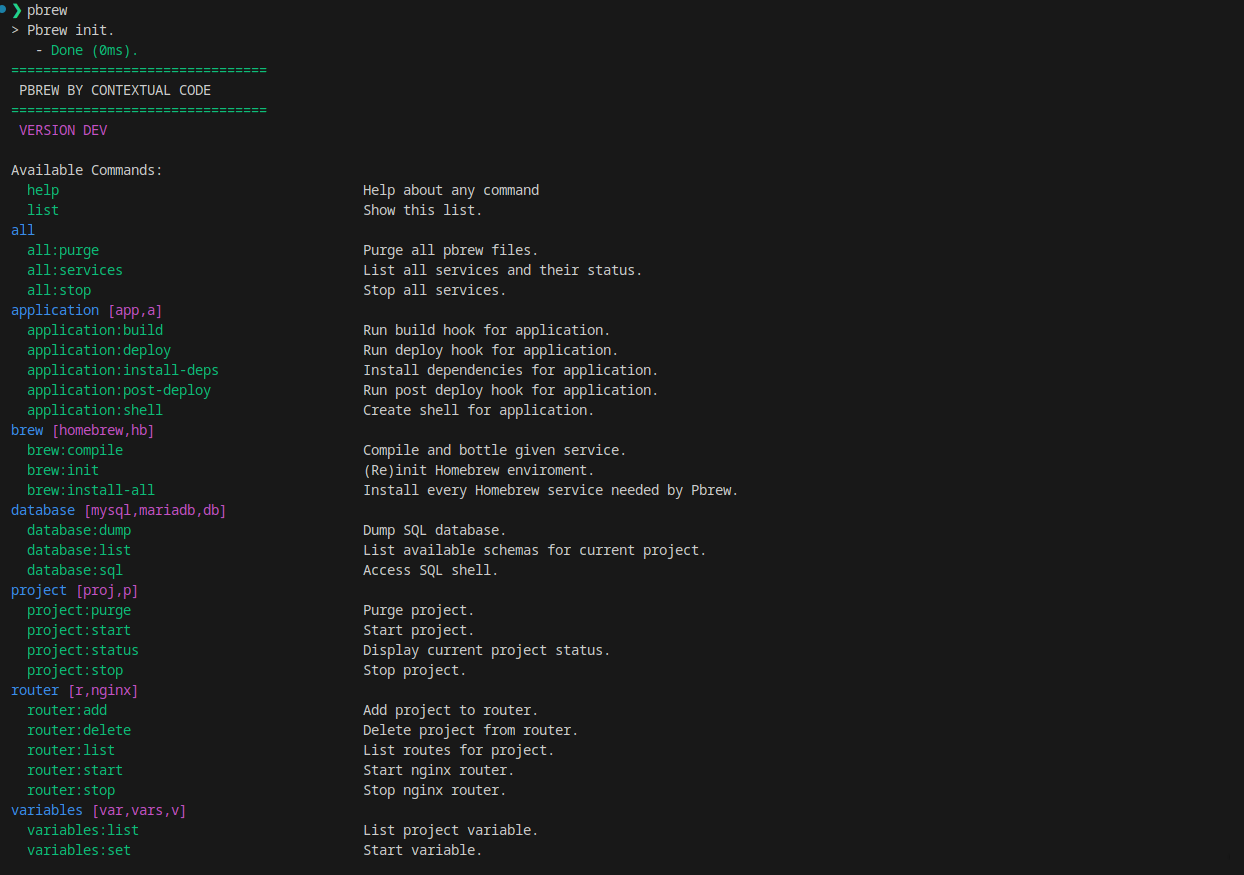 ❯ pbrew
> Pbrew init.
- Done (0ms).
================================
PBREW BY CONTEXTUAL CODE
================================
VERSION DEV
Available Commands:
help Help about any command
list Show this list.
all
all:purge Purge all pbrew files.
all:services List all services and their status.
all:stop Stop all services.
application [app,a]
application:build Run build hook for application.
application:deploy Run deploy hook for application.
application:install-deps Install dependencies for application.
application:post-deploy Run post deploy hook for application.
application:shell Create shell for application.
brew [homebrew,hb]
brew:compile Compile and bottle given service.
brew:init (Re)init Homebrew enviroment.
brew:install-all Install every Homebrew service needed by Pbrew.
database [mysql,mariadb,db]
database:dump Dump SQL database.
database:list List available schemas for current project.
database:sql Access SQL shell.
project [proj,p]
project:purge Purge project.
project:start Start project.
project:status Display current project status.
project:stop Stop project.
router [r,nginx]
router:add Add project to router.
router:delete Delete project from router.
router:list List routes for project.
router:start Start nginx router.
router:stop Stop nginx router.
variables [var,vars,v]
variables:list List project variable.
variables:set Start variable.